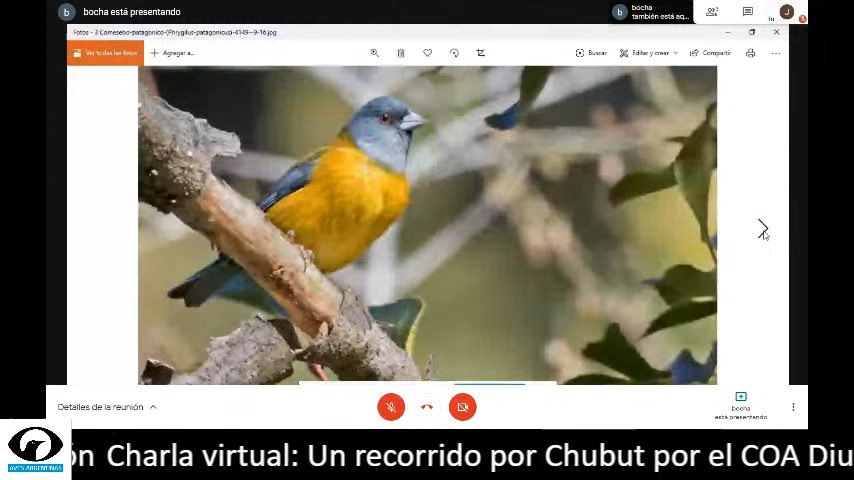 b bocha está presentando
b bocha
también está aq...
Tu
J
Fotos - 3 Comesebo-patagonico-(Phrygilus-patagonicus)-4149--9-16.jpg
Ver todas las fotos
Agregar a...
Buscar
Editar y crear
Compartir
Detalles de la reunión
bocha
está presentando
AVES ARGENTINAS
ón Charla virtual: Un recorrido por Chubut por el COA Diu